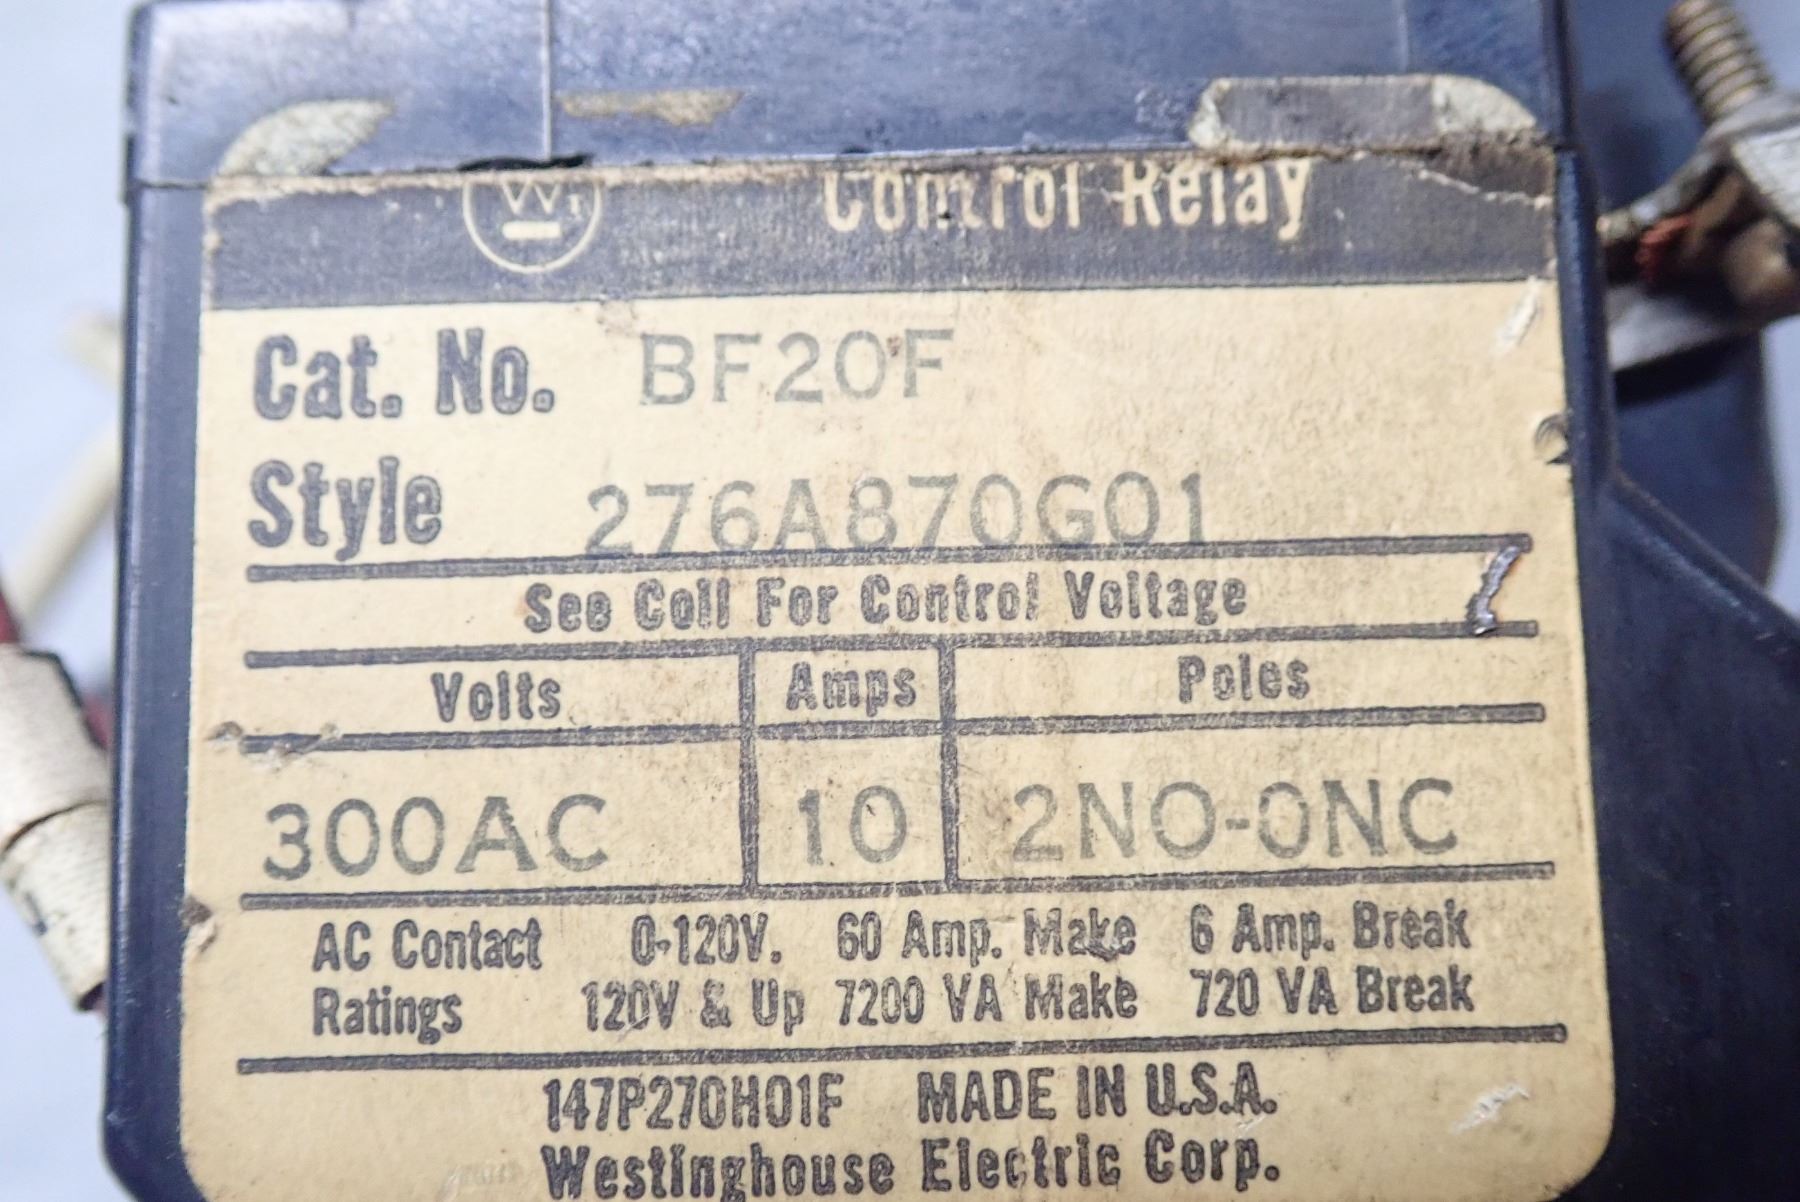 W Control Relay
Cat. No. BF20F
Style 276A870G01
See Coil For Control Voltage
Volts Amps Poles
300AC 10 2NO-0NC
AC Contact 0-120V. 60 Amp. Make 6 Amp. Break
Ratings 120V & Up 7200 VA Make 720 VA Break
147P270H01F MADE IN U.S.A.
Westinghouse Electric Corp.